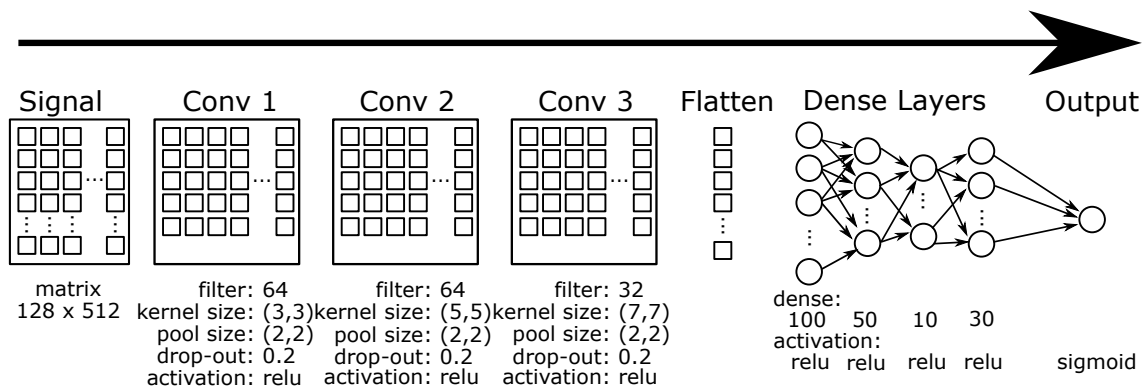 Signal Conv 1 Conv 2 Conv 3 Flatten Dense Layers Output
matrix
128 x 512
filter: 64
kernel size: (3,3)
pool size: (2,2)
drop-out: 0.2
activation: relu
filter: 64
kernel size: (5,5)
pool size: (2,2)
drop-out: 0.2
activation: relu
filter: 32
kernel size: (7,7)
pool size: (2,2)
drop-out: 0.2
activation: relu
dense:
100 50 10 30
activation:
relu relu relu relu
sigmoid